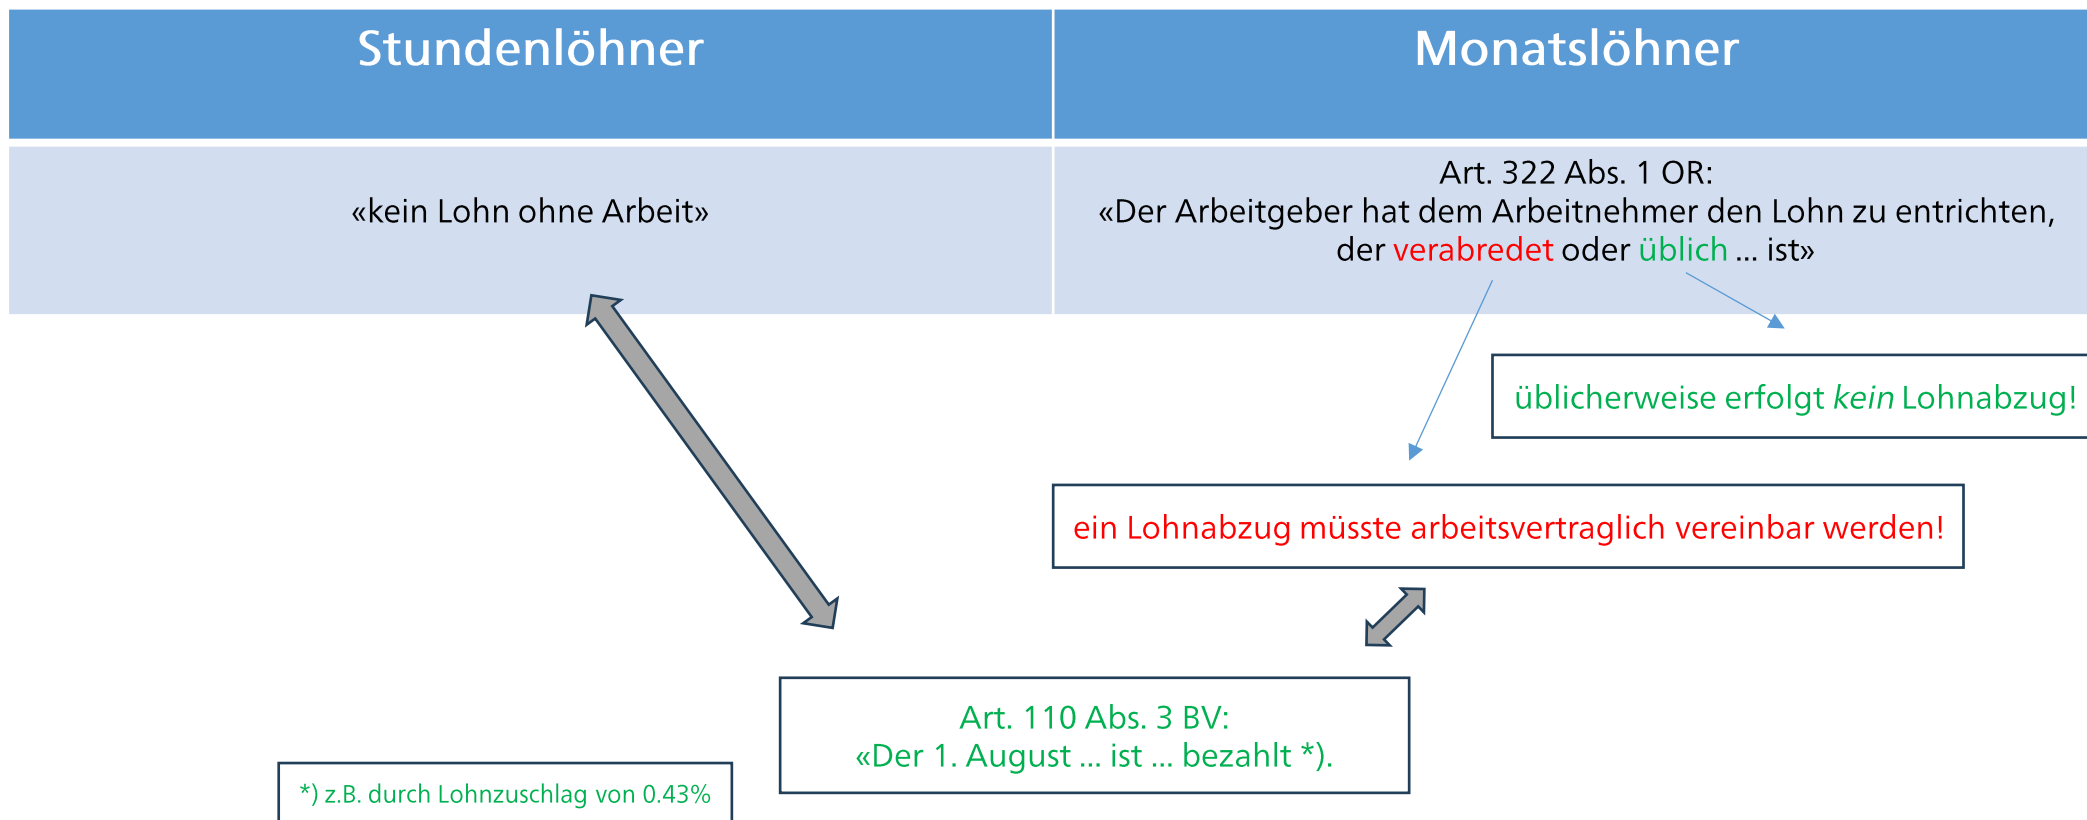 Stundenlöhner
Monatslöhner
«kein Lohn ohne Arbeit»
Art. 322 Abs. 1 OR:
«Der Arbeitgeber hat dem Arbeitnehmer den Lohn zu entrichten,
der verabredet oder üblich ... ist»
üblicherweise erfolgt kein Lohnabzug!
ein Lohnabzug müsste arbeitsvertraglich vereinbar werden!
Art. 110 Abs. 3 BV:
«Der 1. August ... ist ... bezahlt *).
*) z.B. durch Lohnzuschlag von 0.43%